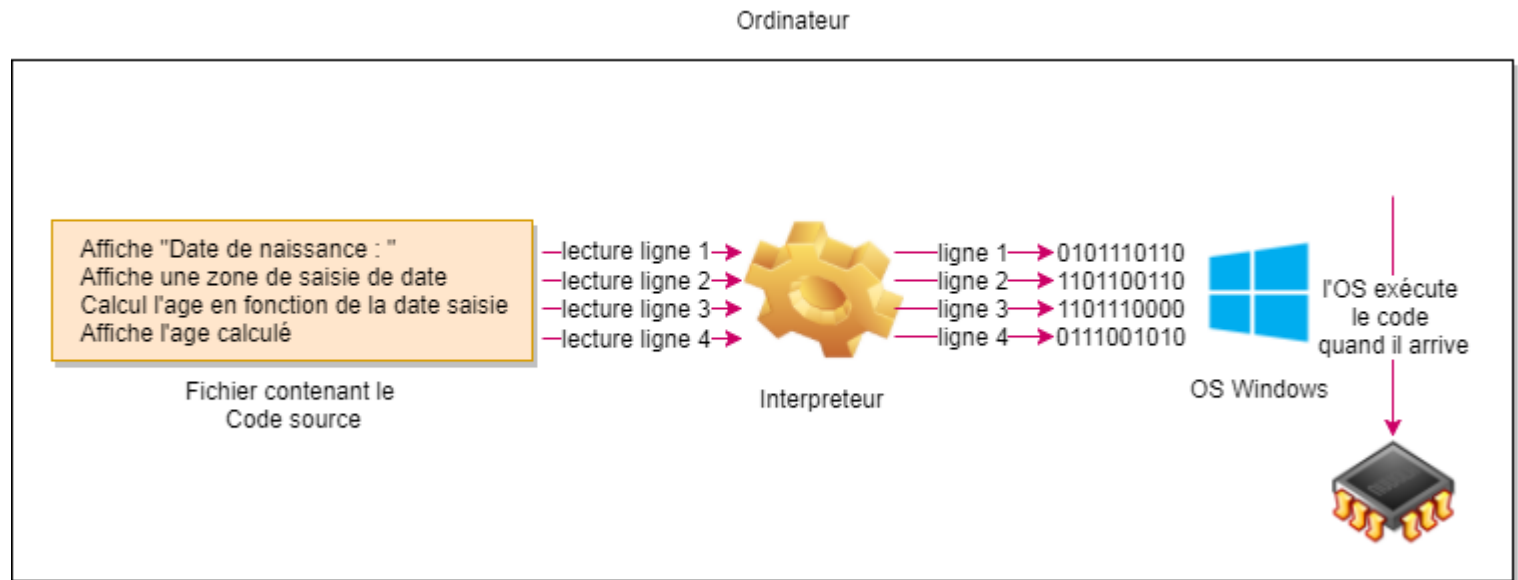 Ordinateur
Affiche "Date de naissance : "
Affiche une zone de saisie de date
Calcul l'age en fonction de la date saisie
Affiche l'age calculé
Fichier contenant le
Code source
lecture ligne 1
lecture ligne 2
lecture ligne 3
lecture ligne 4
Interpreteur
ligne 1
ligne 2
ligne 3
ligne 4
0101110110
1101100110
1101110000
0111001010
OS Windows
l'OS exécute
le code
quand il arrive